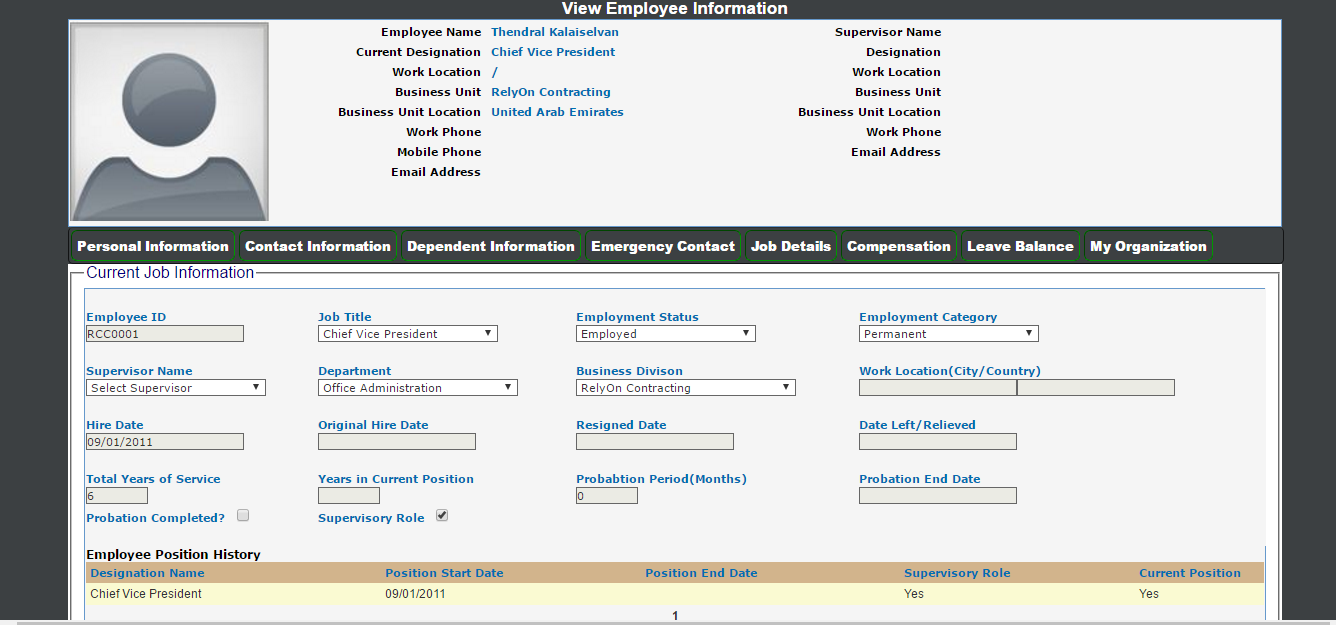 View Employee Information
Employee Name Thendral Kalaiselvan
Current Designation Chief Vice President
Work Location /
Business Unit RelyOn Contracting
Business Unit Location United Arab Emirates
Work Phone
Mobile Phone
Email Address
Supervisor Name
Designation
Work Location
Business Unit
Business Unit Location
Work Phone
Email Address
Personal Information Contact Information Dependent Information Emergency Contact Job Details Compensation Leave Balance My Organization
Current Job Information
Employee ID Job Title Employment Status Employment Category
RCC0001 Chief Vice President Employed Permanent
Supervisor Name Department Business Divison Work Location(City/Country)
Select Supervisor Office Administration RelyOn Contracting
Hire Date Original Hire Date Resigned Date Date Left/Relieved
09/01/2011
Total Years of Service Years in Current Position Probabtion Period(Months) Probation End Date
6 0
Probation Completed? Supervisory Role
Employee Position History
Designation Name Position Start Date Position End Date Supervisory Role Current Position
Chief Vice President 09/01/2011 Yes Yes
1